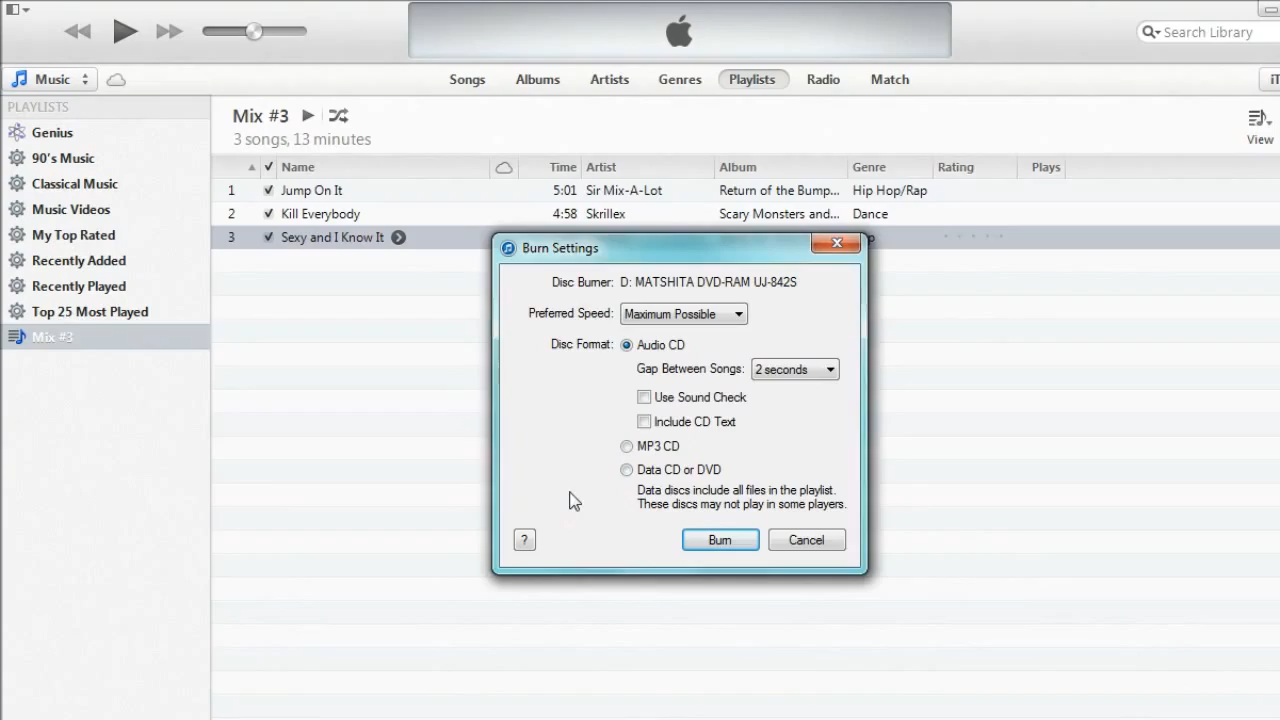 Search Library
Music
Songs Albums Artists Genres Playlists Radio Match
iT
PLAYLISTS
Genius
90's Music
Classical Music
Music Videos
My Top Rated
Recently Added
Recently Played
Top 25 Most Played
Mix #3
Mix #3
3 songs, 13 minutes
View
Name Time Artist Album Genre Rating Plays
1 Jump On It 5:01 Sir Mix-A-Lot Return of the Bump... Hip Hop/Rap
2 Kill Everybody 4:58 Skrillex Scary Monsters and... Dance
3 Sexy and I Know It
Burn Settings
Disc Burner: D: MATSHITA DVD-RAM UJ-842S
Preferred Speed: Maximum Possible
Disc Format: Audio CD
Gap Between Songs: 2 seconds
Use Sound Check
Include CD Text
MP3 CD
Data CD or DVD
Data discs include all files in the playlist.
These discs may not play in some players.
? Burn Cancel